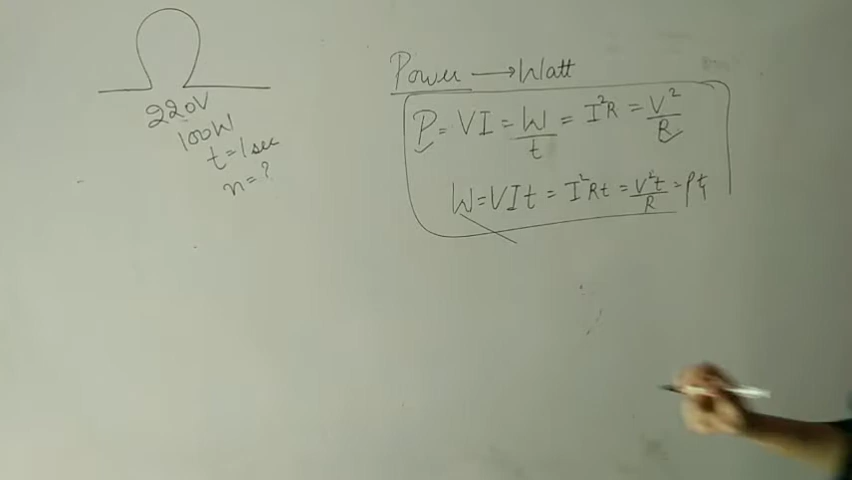 220V
100W
t=1sec
n=?
Power → Watt
P = VI = W/t = I²R = V²/R
W = VIt = I²Rt = V²t/R = Pt